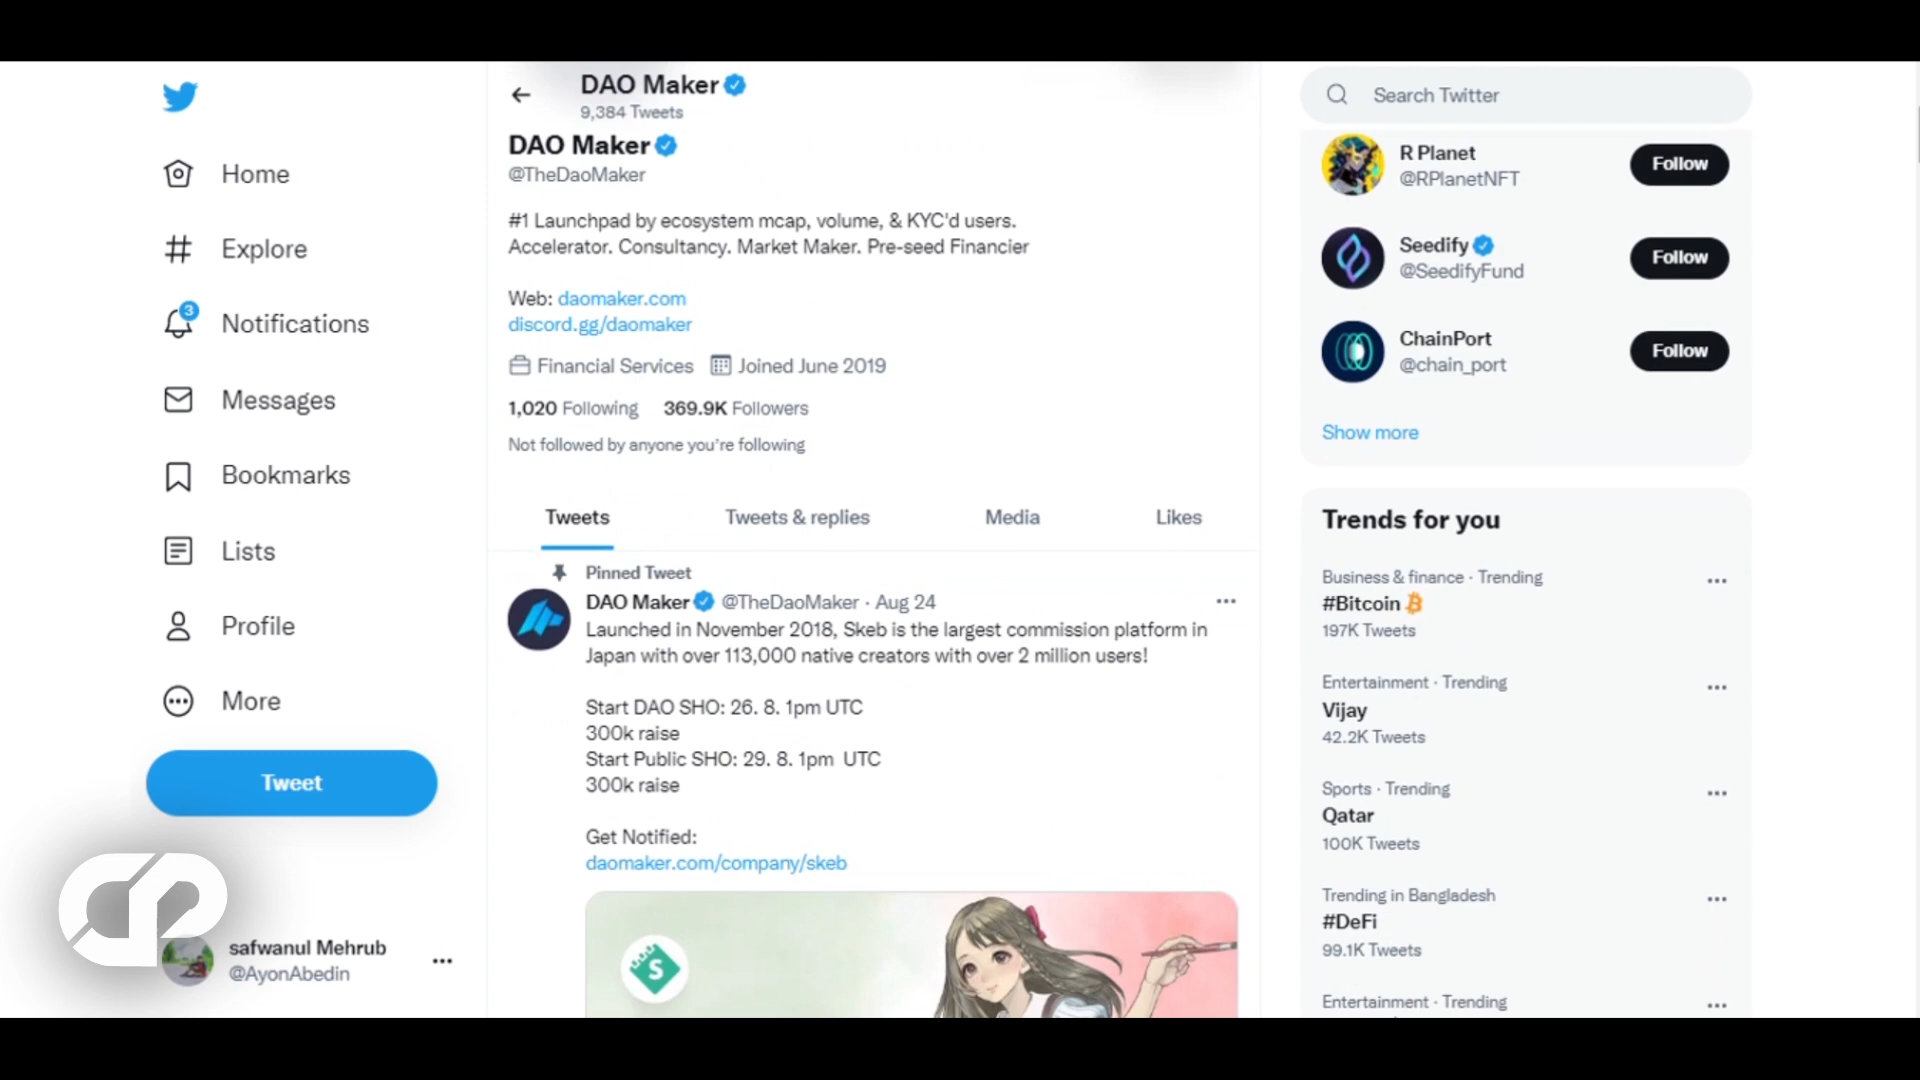 Home
Explore
3
Notifications
Messages
Bookmarks
Lists
Profile
More
Tweet
safwanul Mehrub
@AyonAbedin
DAO Maker
9,384 Tweets
DAO Maker
@TheDaoMaker
#1 Launchpad by ecosystem mcap, volume, & KYC'd users.
Accelerator. Consultancy. Market Maker. Pre-seed Financier
Web: daomaker.com
discord.gg/daomaker
Financial Services Joined June 2019
1,020 Following 369.9K Followers
Not followed by anyone you're following
Tweets Tweets & replies Media Likes
Pinned Tweet
DAO Maker @TheDaoMaker · Aug 24
Launched in November 2018, Skeb is the largest commission platform in
Japan with over 113,000 native creators with over 2 million users!
Start DAO SHO: 26. 8. 1pm UTC
300k raise
Start Public SHO: 29. 8. 1pm UTC
300k raise
Get Notified:
daomaker.com/company/skeb
S
Search Twitter
R Planet
@RPlanetNFT
Follow
Seedify
@SeedifyFund
Follow
ChainPort
@chain_port
Follow
Show more
Trends for you
Business & finance · Trending
#Bitcoin
197K Tweets
Entertainment · Trending
Vijay
42.2K Tweets
Sports · Trending
Qatar
100K Tweets
Trending in Bangladesh
#DeFi
99.1K Tweets
Entertainment · Trending